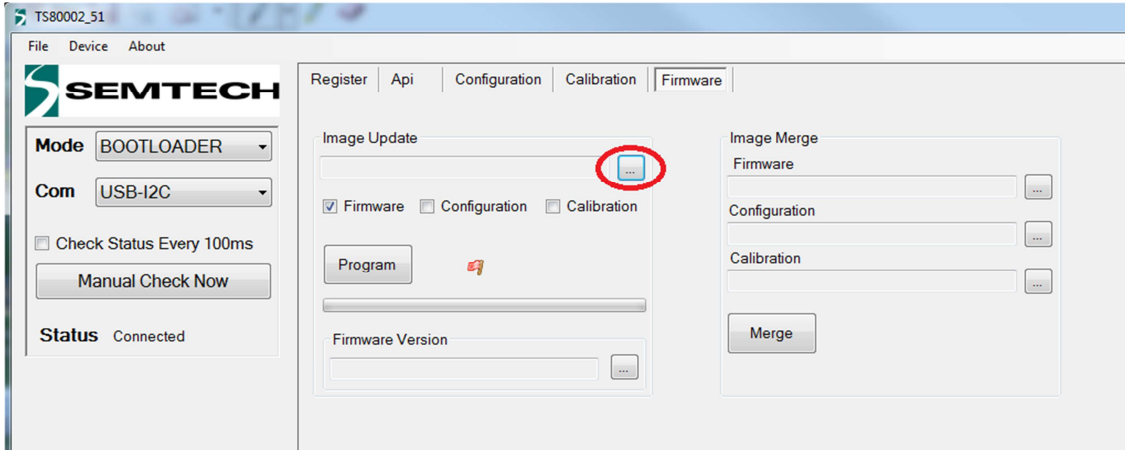 TS80002_51
File Device About
SEMTECH
Mode BOOTLOADER
Com USB-I2C
Check Status Every 100ms
Manual Check Now
Status Connected
Register Api Configuration Calibration Firmware
Image Update
...
Firmware Configuration Calibration
Program
Firmware Version
...
Image Merge
Firmware
...
Configuration
...
Calibration
...
Merge